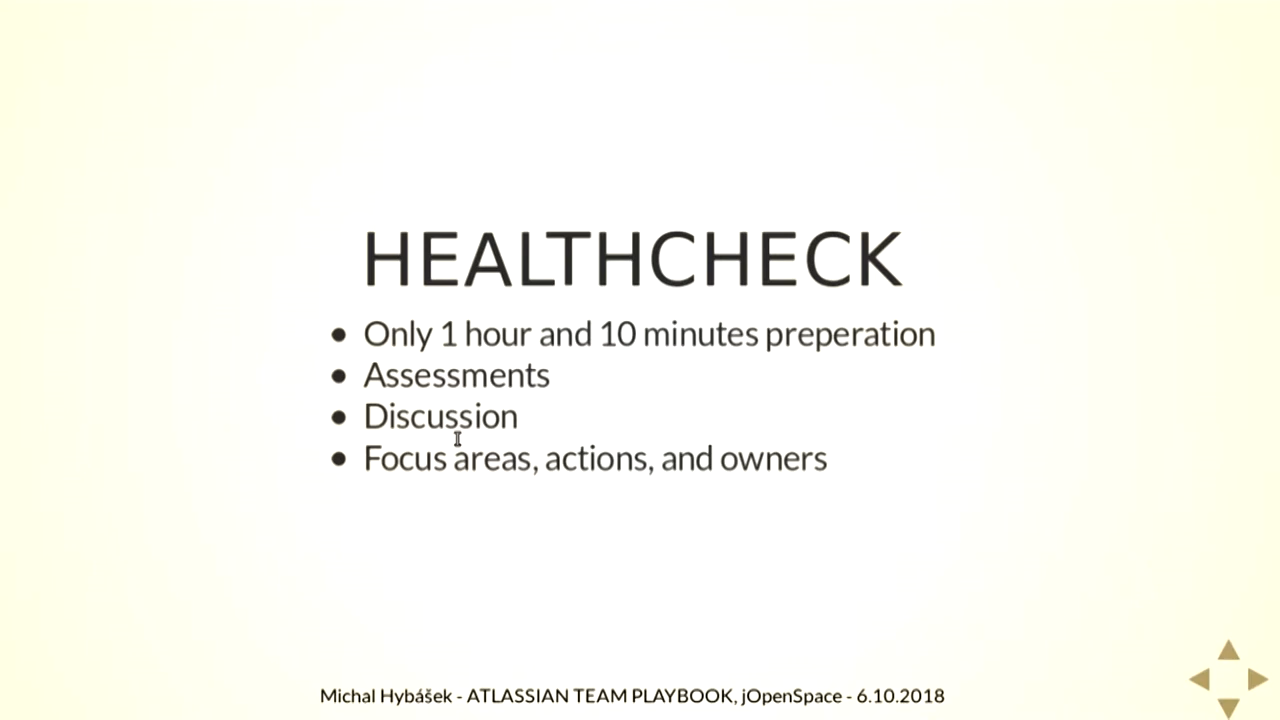 HEALTHCHECK
• Only 1 hour and 10 minutes preperation
• Assessments
• Discussion
• Focus areas, actions, and owners
Michal Hybášek - ATLASSIAN TEAM PLAYBOOK, jOpenSpace - 6.10.2018